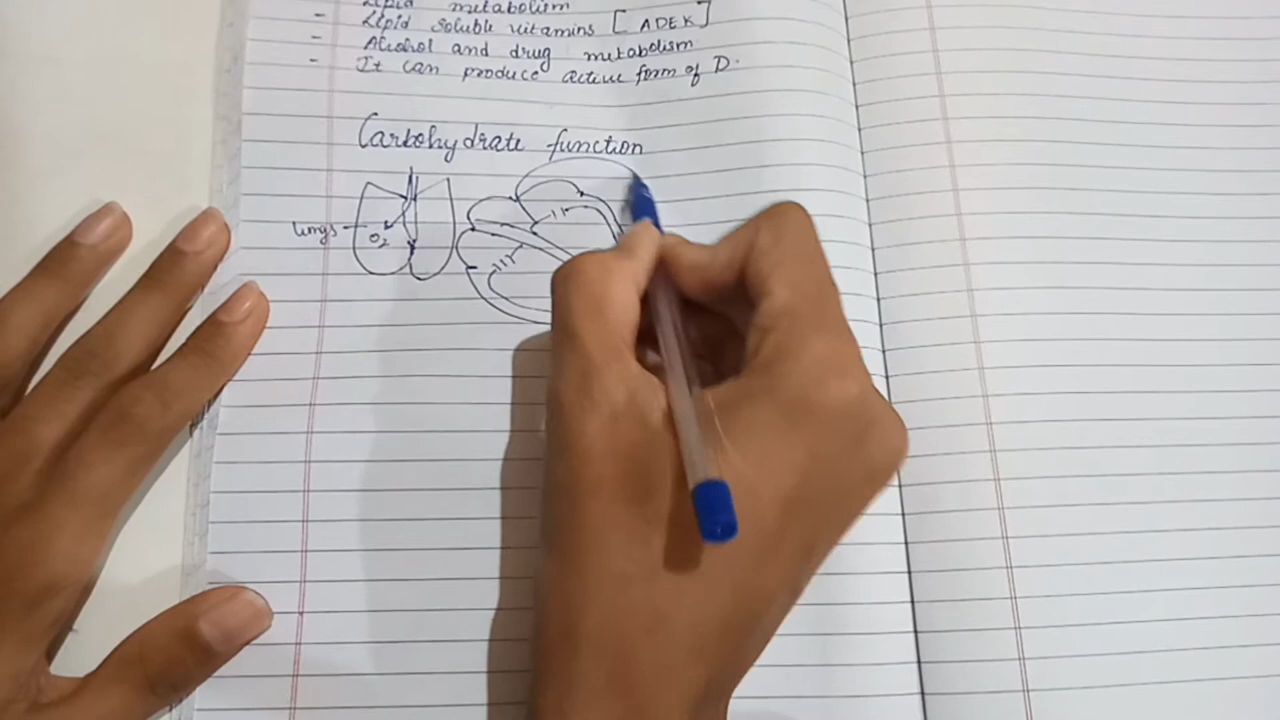 Lipid metabolism
- Lipid soluble vitamins [ADEK]
- Alcohol and drug metabolism
- It can produce active form of D.
Carbohydrate function
lungs
O2